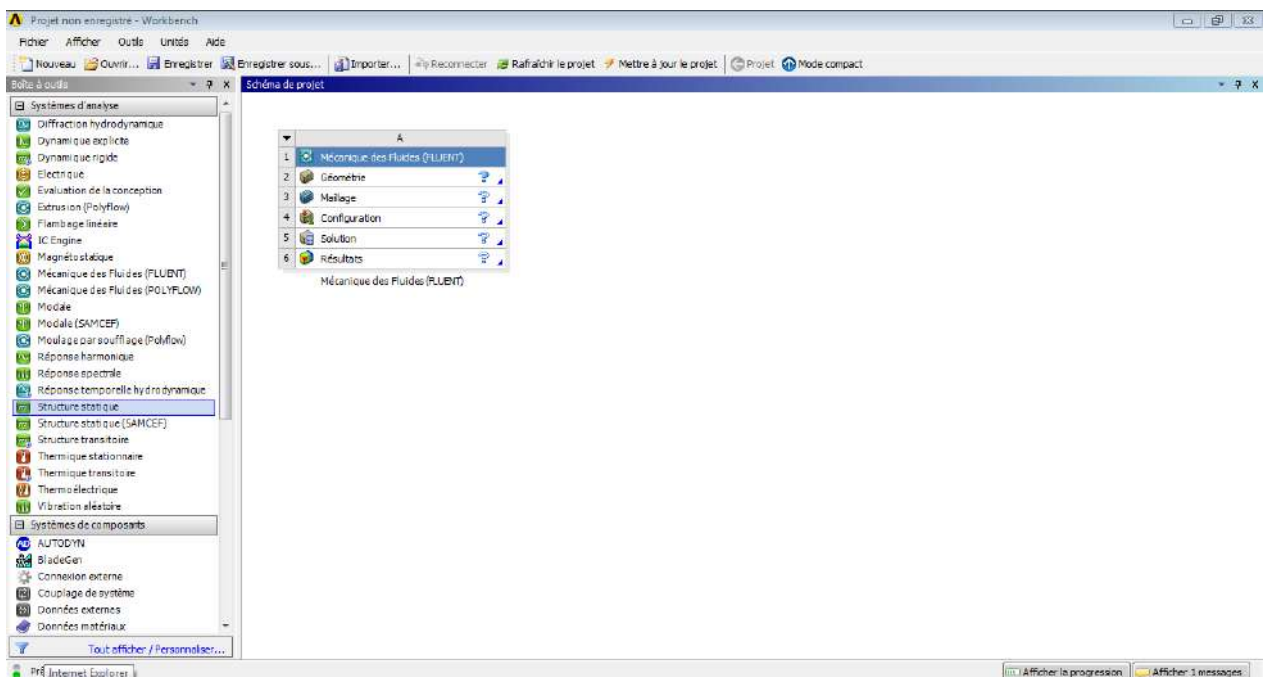 Projet non enregistré - Workbench
Fichier Afficher Outils Unités Aide
Nouveau Ouvrir... Enregistrer Enregistrer sous... Importer... Reconnecter Rafraîchir le projet Mettre à jour le projet Projet Mode compact
Boîte à outils
Schéma de projet
Systèmes d'analyse
Diffraction hydrodynamique
Dynamique explicite
Dynamique rigide
Electrique
Evaluation de la conception
Extrusion (Polyflow)
Flambage linéaire
IC Engine
Magnétostatique
Mécanique des Fluides (FLUENT)
Mécanique des Fluides (POLYFLOW)
Modale
Modale (SAMCEF)
Moulage par soufflage (Polyflow)
Réponse harmonique
Réponse spectrale
Réponse temporelle hydrodynamique
Structure statique
Structure statique (SAMCEF)
Structure transitoire
Thermique stationnaire
Thermique transitoire
Thermoélectrique
Vibration aléatoire
Systèmes de composants
AUTODYN
BladeGen
Connexion externe
Couplage de système
Données externes
Données matériaux
Tout afficher / Personnaliser...
A
1 Mécanique des Fluides (FLUENT)
2 Géométrie
3 Maillage
4 Configuration
5 Solution
6 Résultats
Mécanique des Fluides (FLUENT)
Internet Explorer
Afficher la progression
Afficher 1 messages